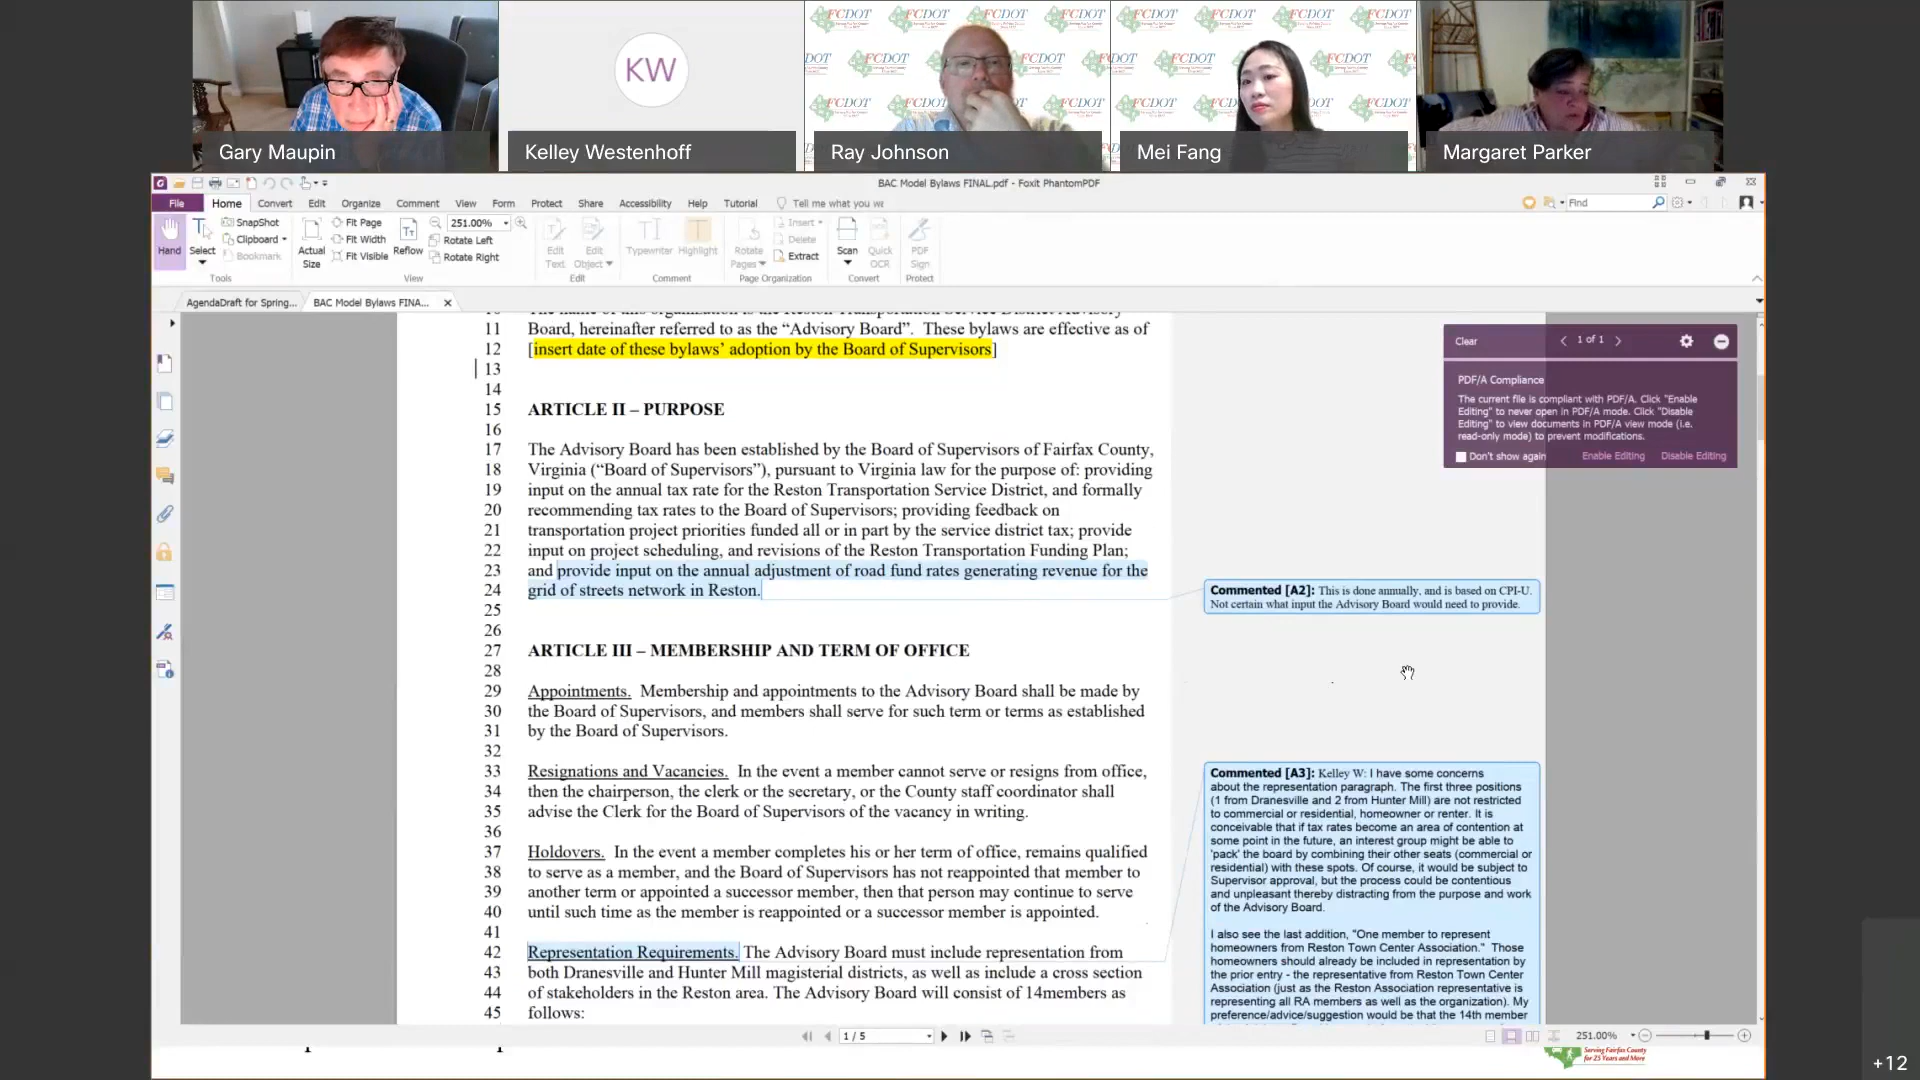 KW
FCDOT FCDOT FCDOT FCDOT
Gary Maupin
Kelley Westenhoff
Ray Johnson
Mei Fang
Margaret Parker
BAC Model Bylaws FINAL.pdf - Foxit PhantomPDF
File Home Convert Edit Organize Comment View Form Protect Share Accessibility Help Tutorial Tell me what you Find
SnapShot Fit Page 251.00% Insert
Clipboard Fit Width Rotate Left Delete
Hand Select Bookmark Actual Size Fit Visible Reflow Rotate Right Edit Text Edit Object Typewriter Highlight Rotate Pages Extract Scan Quick OCR PDF Sign
Tools View Edit Comment Page Organization Convert Protect
AgendaDraft for Spring... BAC Model Bylaws FINA...
11 Board, hereinafter referred to as the “Advisory Board”. These bylaws are effective as of
12 [insert date of these bylaws’ adoption by the Board of Supervisors]
13
14
15 ARTICLE II – PURPOSE
16
17 The Advisory Board has been established by the Board of Supervisors of Fairfax County,
18 Virginia (“Board of Supervisors”), pursuant to Virginia law for the purpose of: providing
19 input on the annual tax rate for the Reston Transportation Service District, and formally
20 recommending tax rates to the Board of Supervisors; providing feedback on
21 transportation project priorities funded all or in part by the service district tax; provide
22 input on project scheduling, and revisions of the Reston Transportation Funding Plan;
23 and provide input on the annual adjustment of road fund rates generating revenue for the
24 grid of streets network in Reston.
25
26
27 ARTICLE III – MEMBERSHIP AND TERM OF OFFICE
28
29 Appointments. Membership and appointments to the Advisory Board shall be made by
30 the Board of Supervisors, and members shall serve for such term or terms as established
31 by the Board of Supervisors.
32
33 Resignations and Vacancies. In the event a member cannot serve or resigns from office,
34 then the chairperson, the clerk or the secretary, or the County staff coordinator shall
35 advise the Clerk for the Board of Supervisors of the vacancy in writing.
36
37 Holdovers. In the event a member completes his or her term of office, remains qualified
38 to serve as a member, and the Board of Supervisors has not reappointed that member to
39 another term or appointed a successor member, then that person may continue to serve
40 until such time as the member is reappointed or a successor member is appointed.
41
42 Representation Requirements. The Advisory Board must include representation from
43 both Dranesville and Hunter Mill magisterial districts, as well as include a cross section
44 of stakeholders in the Reston area. The Advisory Board will consist of 14members as
45 follows:
Clear 1 of 1
PDF/A Compliance
The current file is compliant with PDF/A. Click "Enable
Editing" to never open in PDF/A mode. Click "Disable
Editing" to view documents in PDF/A view mode (i.e.
read-only mode) to prevent modifications.
Don't show again Enable Editing Disable Editing
Commented [A2]: This is done annually, and is based on CPI-U.
Not certain what input the Advisory Board would need to provide.
Commented [A3]: Kelley W: I have some concerns
about the representation paragraph. The first three positions
(1 from Dranesville and 2 from Hunter Mill) are not restricted
to commercial or residential, homeowner or renter. It is
conceivable that if tax rates become an area of contention at
some point in the future, an interest group might be able to
'pack' the board by combining their other seats (commercial or
residential) with these spots. Of course, it would be subject to
Supervisor approval, but the process could be contentious
and unpleasant thereby distracting from the purpose and work
of the Advisory Board.
I also see the last addition, "One member to represent
homeowners from Reston Town Center Association." Those
homeowners should already be included in representation by
the prior entry - the representative from Reston Town Center
Association (just as the Reston Association representative is
representing all RA members as well as the organization). My
preference/advice/suggestion would be that the 14th member
1 / 5
251.00%
Serving Fairfax County
for 25 Years and More
+12